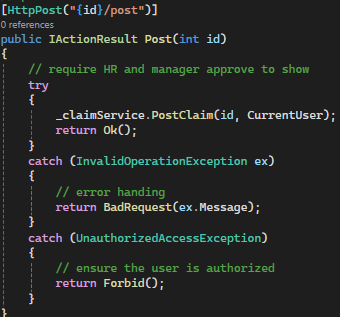 [HttpPost("{id}/post")]
0 references
public IActionResult Post(int id)
{
// require HR and manager approve to show
try
{
_claimService.PostClaim(id, CurrentUser);
return Ok();
}
catch (InvalidOperationException ex)
{
// error handing
return BadRequest(ex.Message);
}
catch (UnauthorizedAccessException)
{
// ensure the user is authorized
return Forbid();
}
}